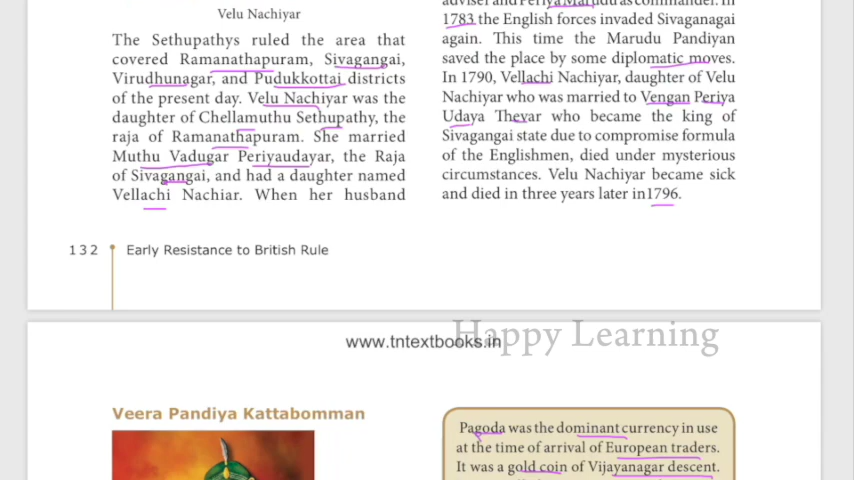 Velu Nachiyar
The Sethupathys ruled the area that
covered Ramanathapuram, Sivagangai,
Virudhunagar, and Pudukkottai districts
of the present day. Velu Nachiyar was the
daughter of Chellamuthu Sethupathy, the
raja of Ramanathapuram. She married
Muthu Vadugar Periyaudayar, the Raja
of Sivagangai, and had a daughter named
Vellachi Nachiar. When her husband
adviser and Periya Marudu as commander. In
1783 the English forces invaded Sivaganagai
again. This time the Marudu Pandiyan
saved the place by some diplomatic moves.
In 1790, Vellachi Nachiyar, daughter of Velu
Nachiyar who was married to Vengan Periya
Udaya Thevar who became the king of
Sivagangai state due to compromise formula
of the Englishmen, died under mysterious
circumstances. Velu Nachiyar became sick
and died in three years later in1796.
132 Early Resistance to British Rule
Happy Learning
www.tntextbooks.in
Veera Pandiya Kattabomman
Pagoda was the dominant currency in use
at the time of arrival of European traders.
It was a gold coin of Vijayanagar descent.